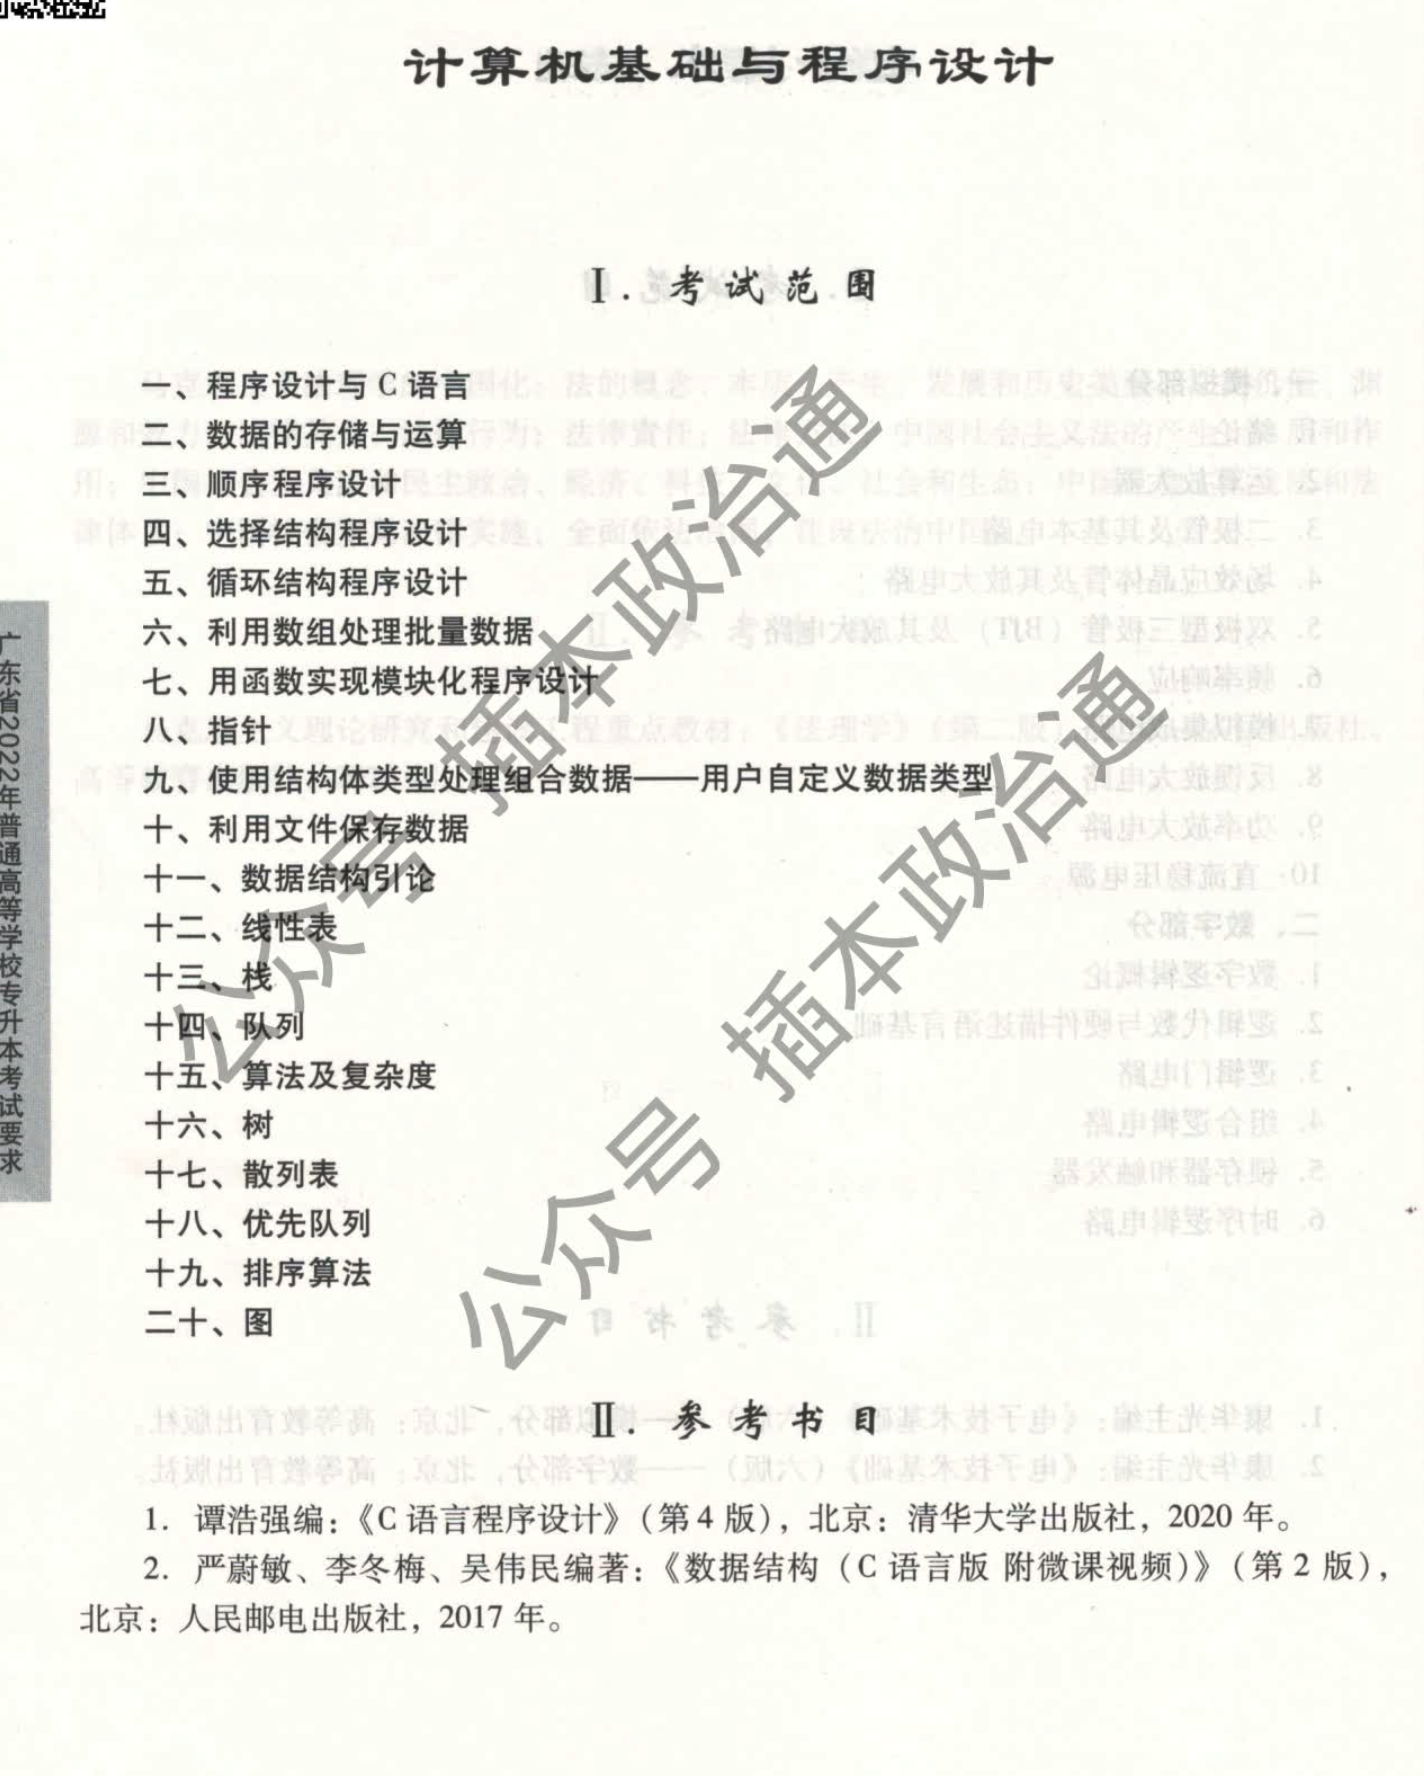 计算机基础与程序设计
Ⅰ. 考试范围
一、程序设计与 C 语言
二、数据的存储与运算
三、顺序程序设计
四、选择结构程序设计
五、循环结构程序设计
六、利用数组处理批量数据
七、用函数实现模块化程序设计
八、指针
九、使用结构体类型处理组合数据——用户自定义数据类型
十、利用文件保存数据
十一、数据结构引论
十二、线性表
十三、栈
十四、队列
十五、算法及复杂度
十六、树
十七、散列表
十八、优先队列
十九、排序算法
二十、图
Ⅱ. 参考书目
1. 谭浩强编：《C 语言程序设计》（第 4 版），北京：清华大学出版社，2020 年。
2. 严蔚敏、李冬梅、吴伟民编著：《数据结构（C 语言版 附微课视频）》（第 2 版），
北京：人民邮电出版社，2017 年。
广东省2022年普通高等学校专升本考试要求
公众号 插本政治通
公众号 插本政治通